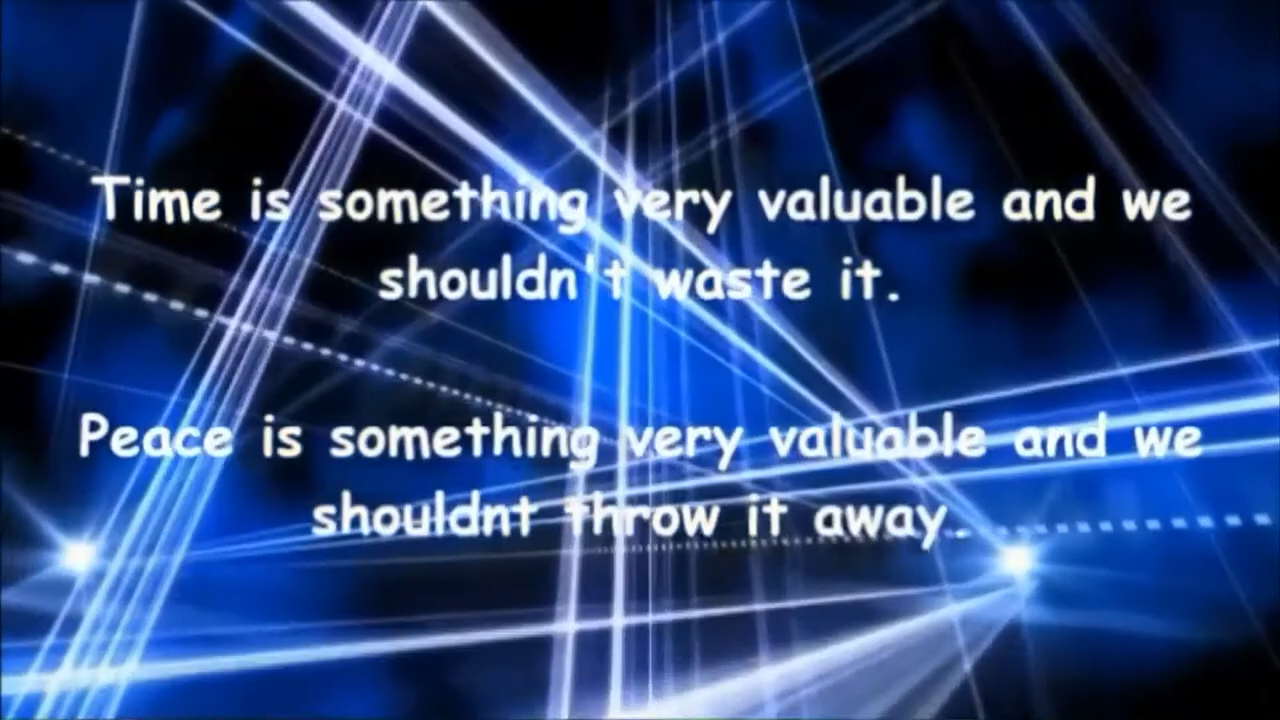 Time is something very valuable and we
shouldn't waste it.
Peace is something very valuable and we
shouldnt throw it away.